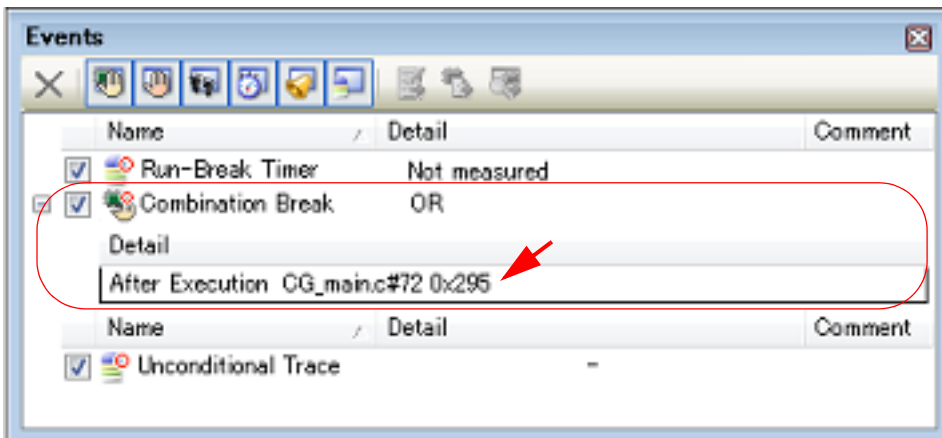 Events
Name Detail Comment
Run-Break Timer Not measured
Combination Break OR
Detail
After Execution CG_main.c#72 0x295
Name Detail Comment
Unconditional Trace -